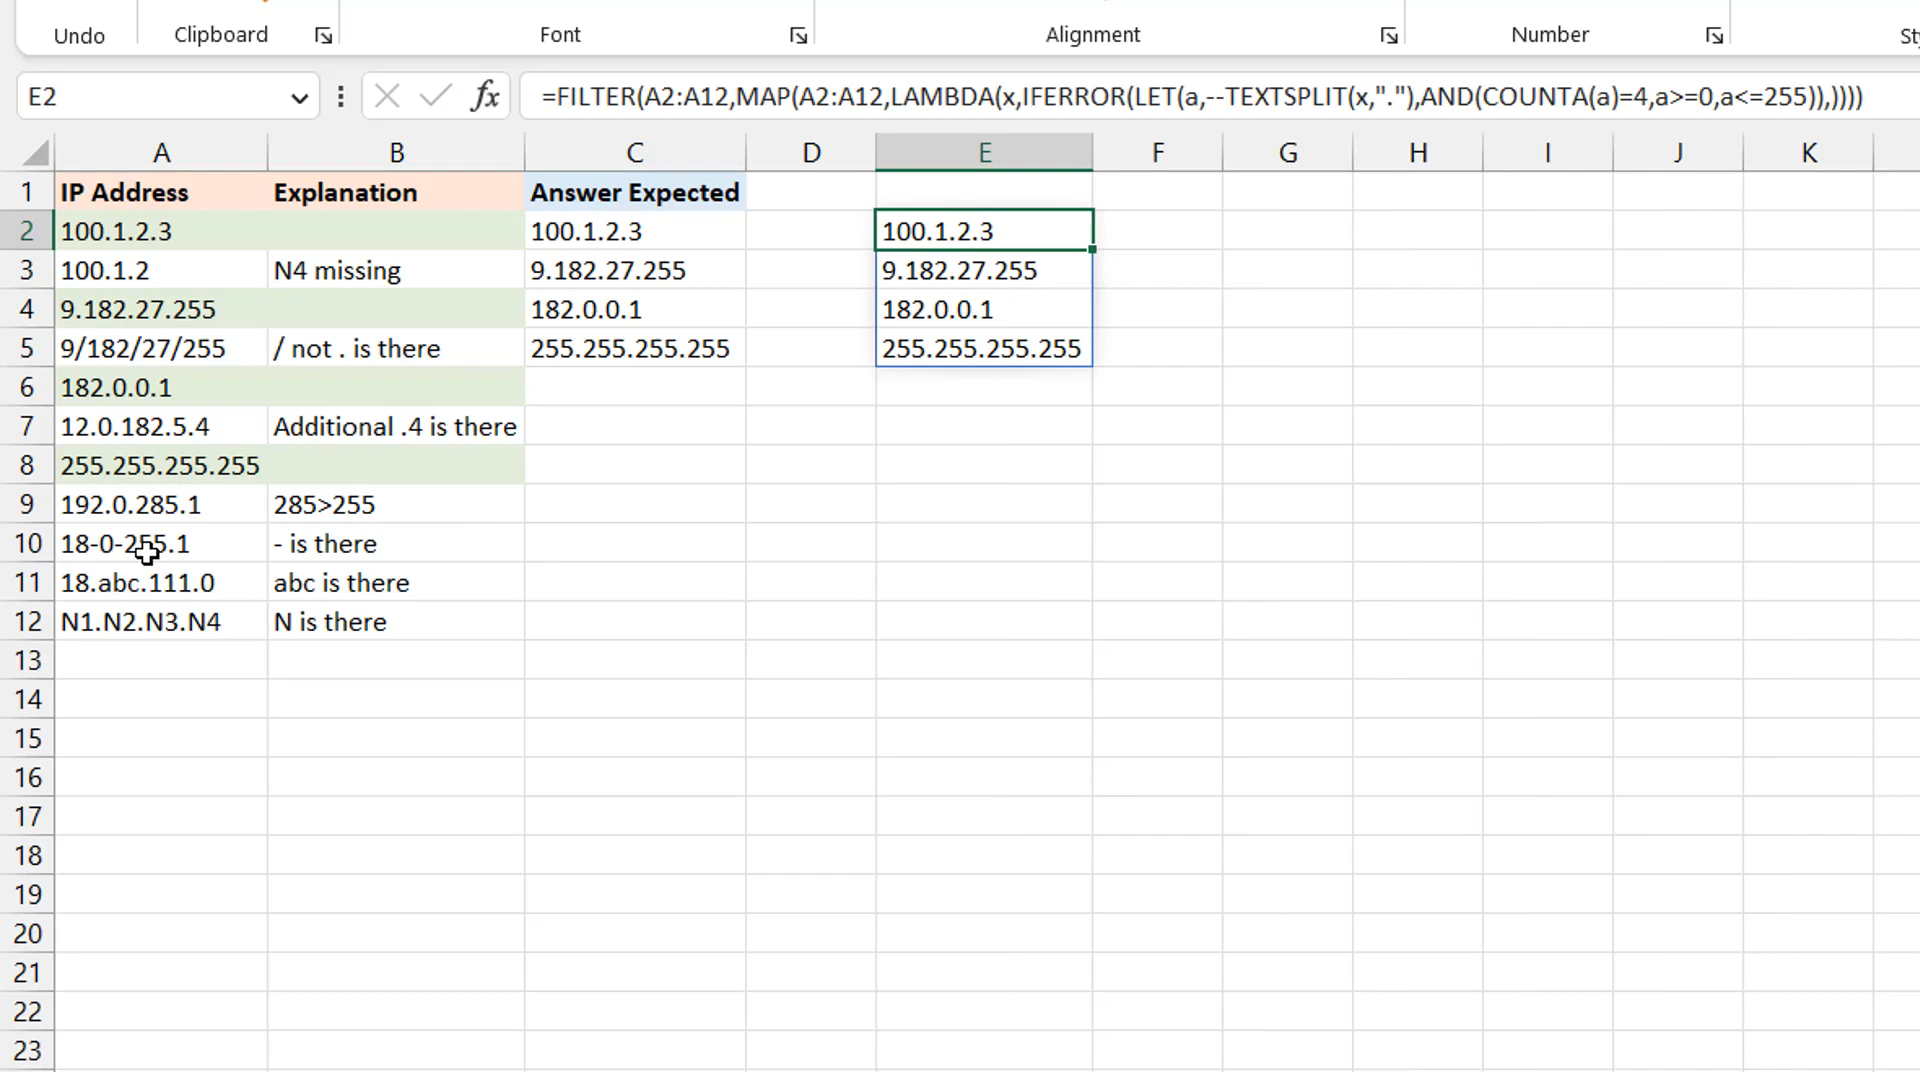 Undo Clipboard Font Alignment Number
E2 fx =FILTER(A2:A12,MAP(A2:A12,LAMBDA(x,IFERROR(LET(a,--TEXTSPLIT(x,"."),AND(COUNTA(a)=4,a>=0,a<=255)),))))
A B C D E F G H I J K
1 IP Address Explanation Answer Expected
2 100.1.2.3 100.1.2.3 100.1.2.3
3 100.1.2 N4 missing 9.182.27.255 9.182.27.255
4 9.182.27.255 182.0.0.1 182.0.0.1
5 9/182/27/255 / not . is there 255.255.255.255 255.255.255.255
6 182.0.0.1
7 12.0.182.5.4 Additional .4 is there
8 255.255.255.255
9 192.0.285.1 285>255
10 18-0-255.1 - is there
11 18.abc.111.0 abc is there
12 N1.N2.N3.N4 N is there
13
14
15
16
17
18
19
20
21
22
23